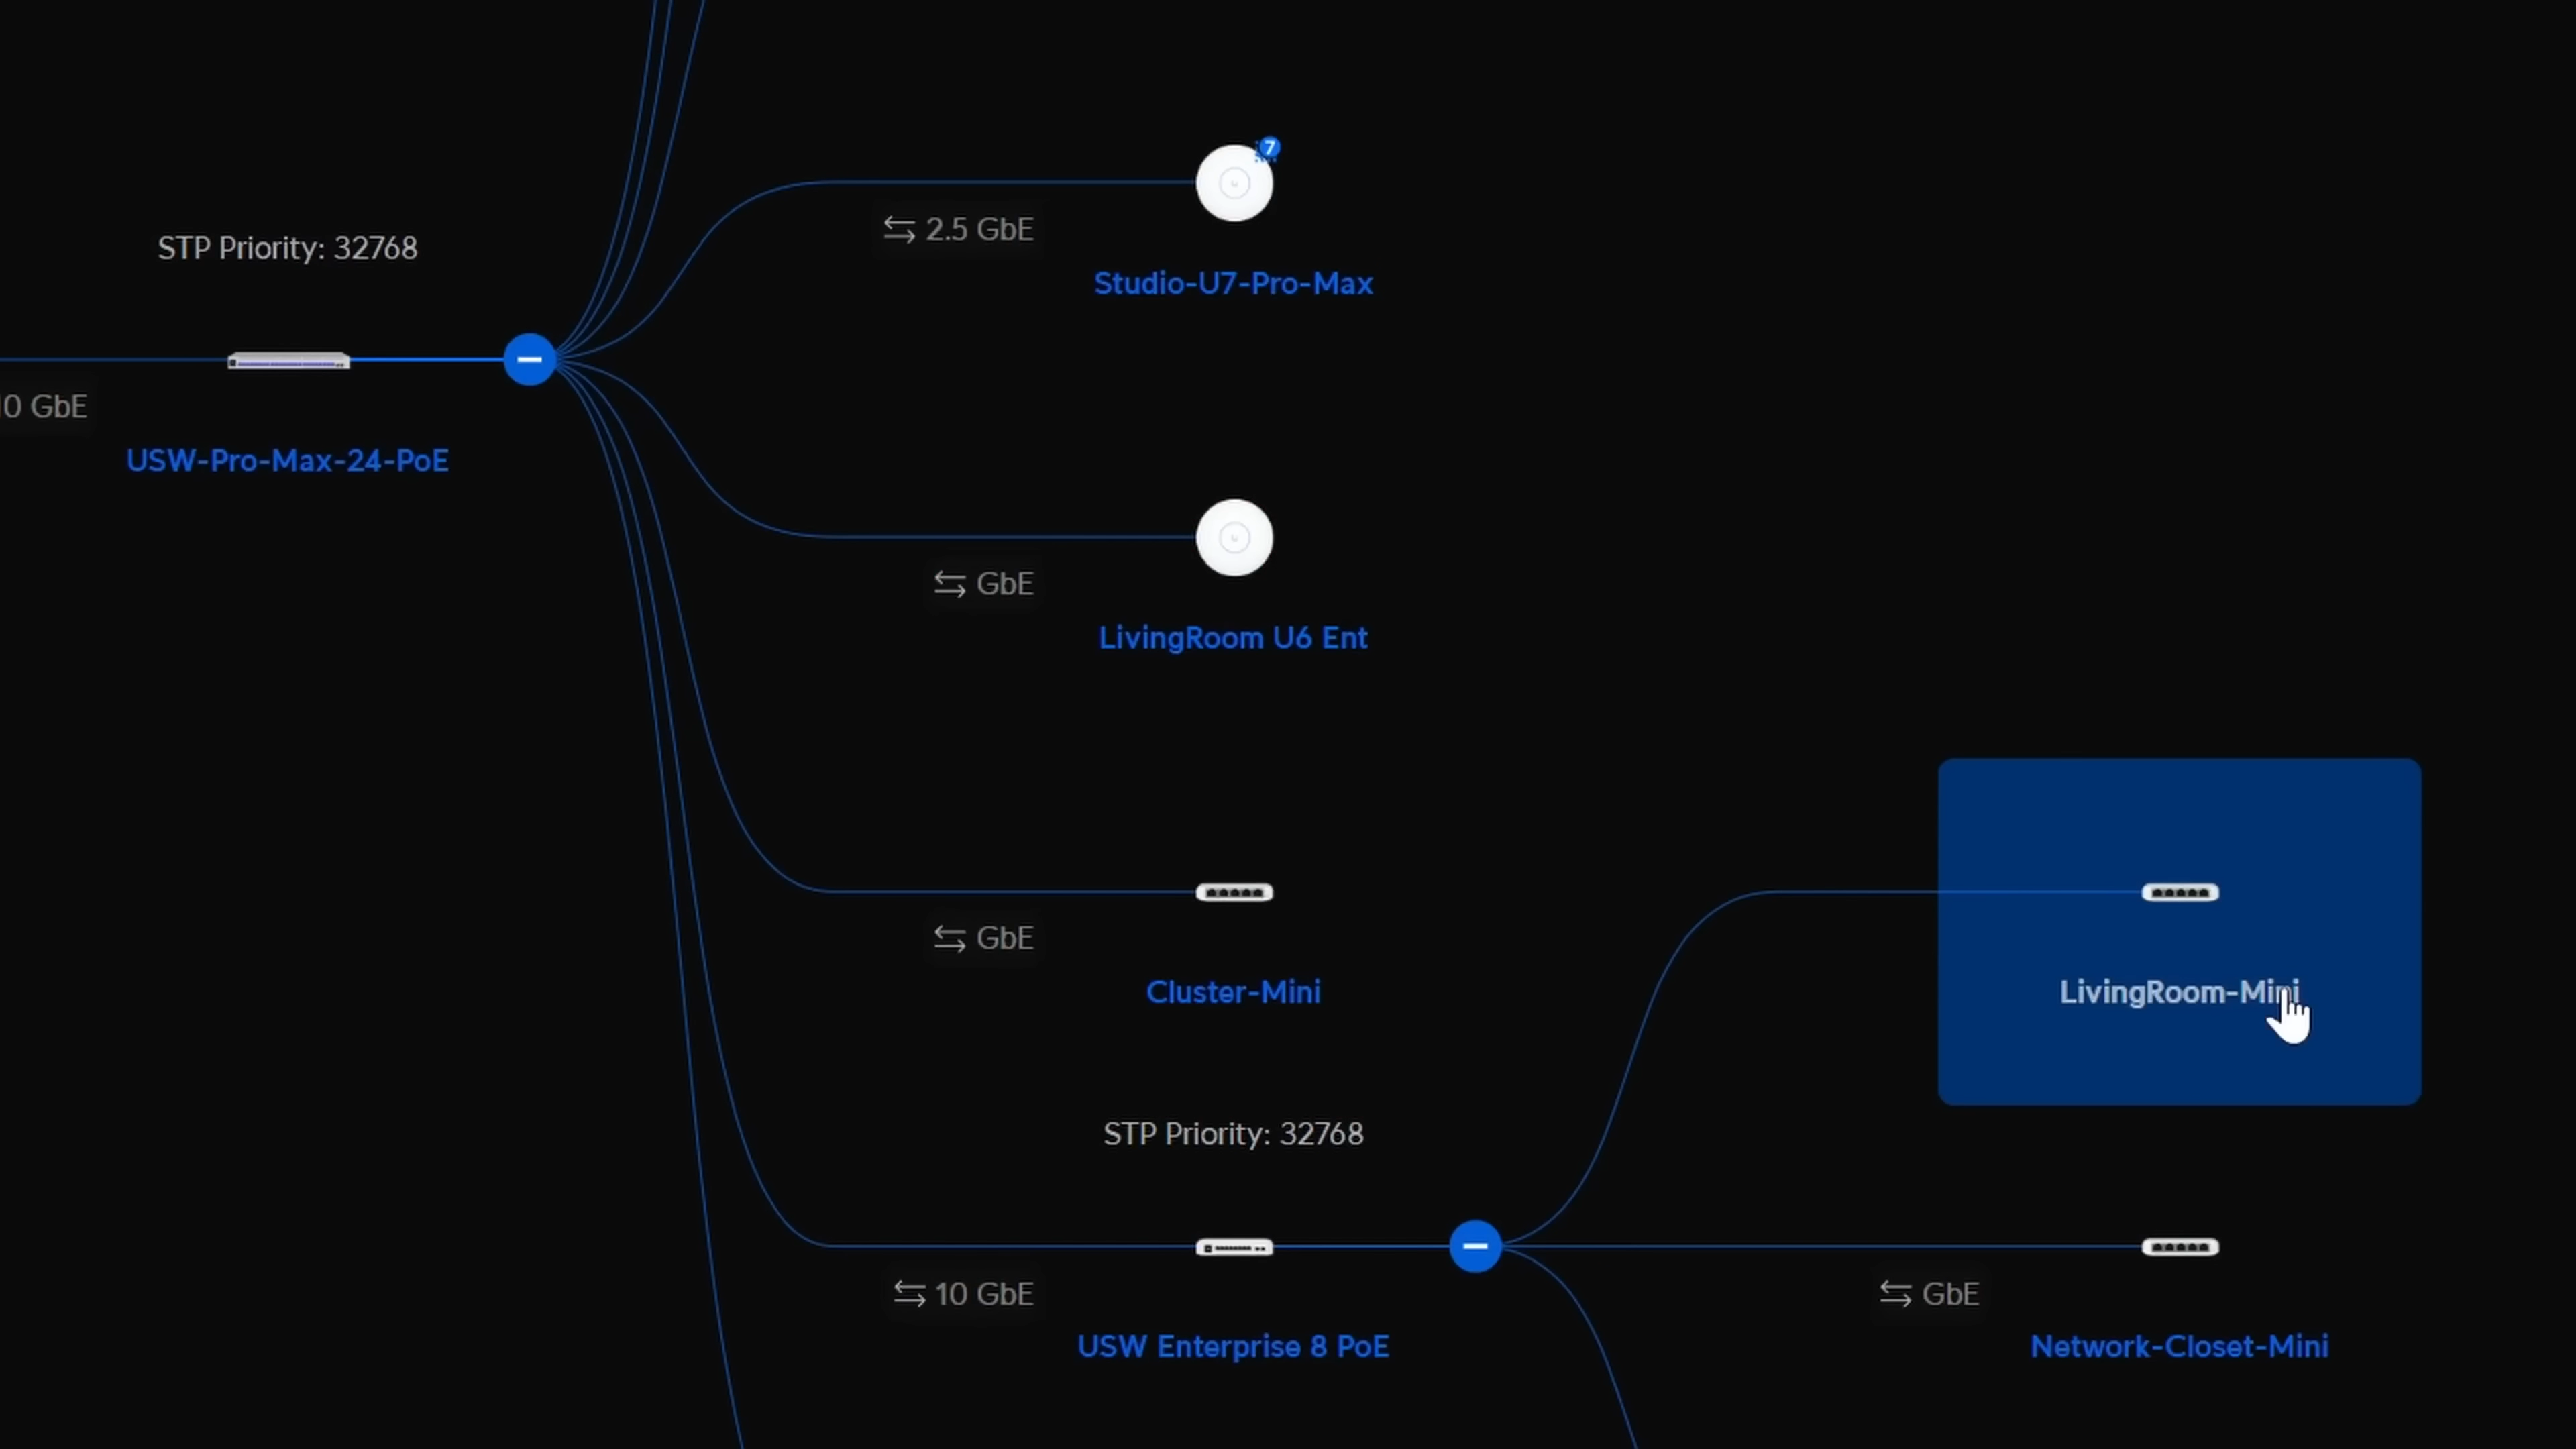 7
2.5 GbE
Studio-U7-Pro-Max
STP Priority: 32768
0 GbE
USW-Pro-Max-24-PoE
GbE
LivingRoom U6 Ent
GbE
Cluster-Mini
LivingRoom-Mini
STP Priority: 32768
10 GbE
USW Enterprise 8 PoE
GbE
Network-Closet-Mini